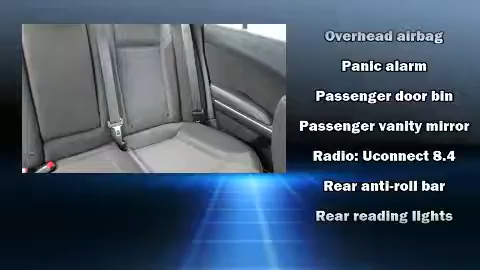 Overhead airbag
Panic alarm
Passenger door bin
Passenger vanity mirror
Radio: Uconnect 8.4
Rear anti-roll bar
Rear reading lights